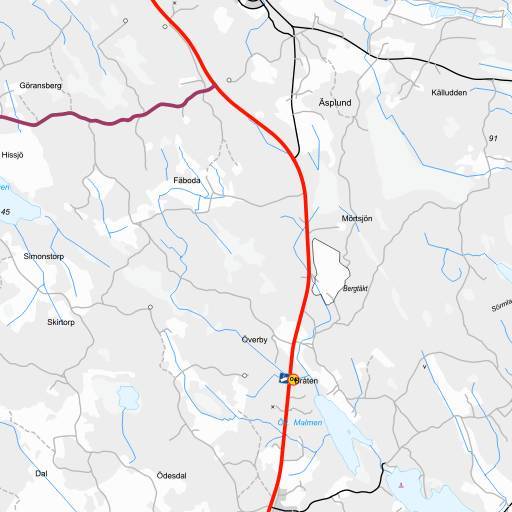 Göransberg
Källudden
Äsplund
91
Hissjö
Fäboda
45
Mörtsjön
Simonstorp
Bergtäkt
Skirtorp
Överby
Bråten
Malmen
Dal
Ödesdal